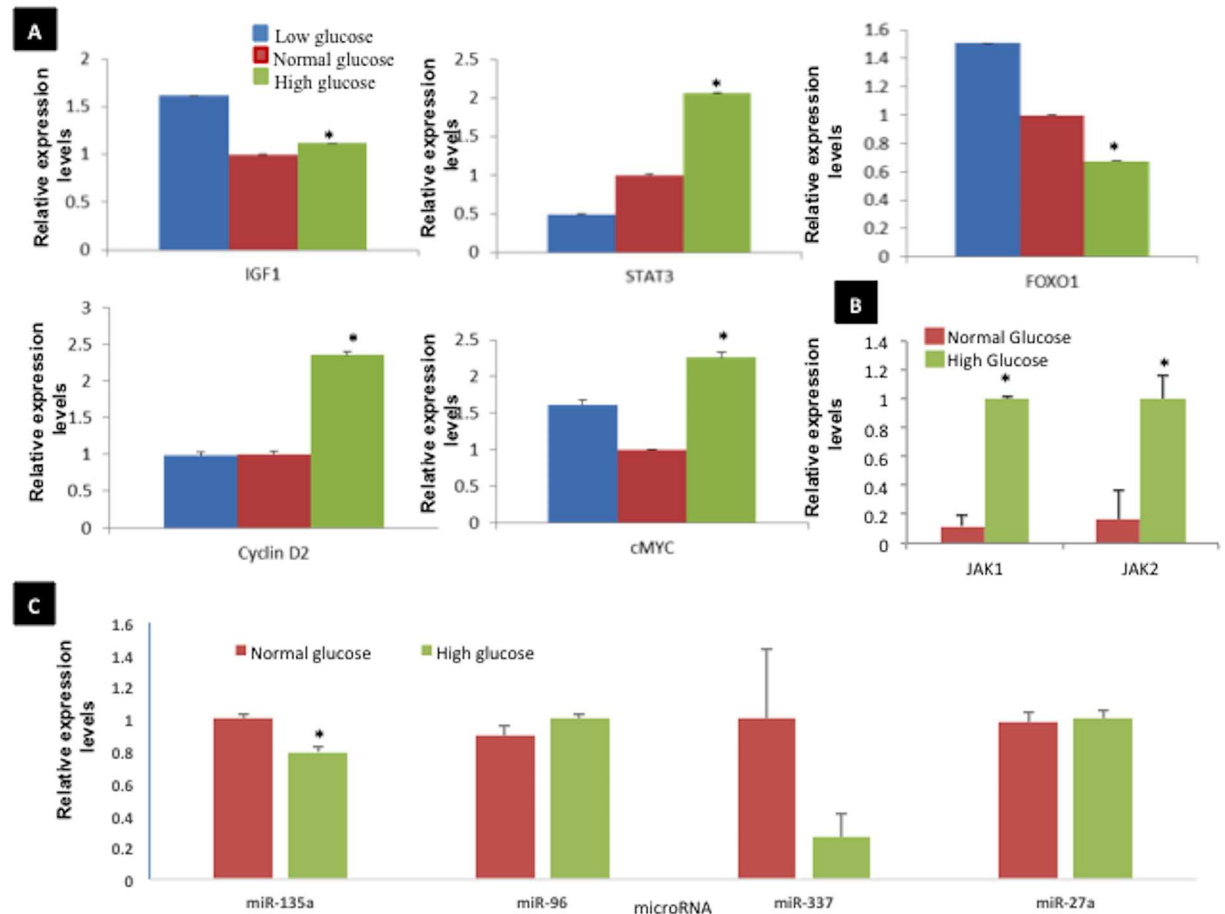 A
Low glucose
Normal glucose
High glucose
Relative expression
levels
2
1.5
1
0.5
0
*
IGF1
Relative expression
levels
2.5
2
1.5
1
0.5
0
*
STAT3
Relative expression
levels
1.6
1.4
1.2
1
0.8
0.6
0.4
0.2
0
*
FOXO1
Relative expression
levels
3
2.5
2
1.5
1
0.5
0
*
Cyclin D2
Relative expression
levels
2.5
2
1.5
1
0.5
0
*
cMYC
B
Normal Glucose
High Glucose
Relative expression
levels
1.4
1.2
1
0.8
0.6
0.4
0.2
0
*
*
JAK1
JAK2
C
Normal glucose
High glucose
Relative expression
levels
1.6
1.4
1.2
1
0.8
0.6
0.4
0.2
0
*
miR-135a
miR-96
miR-337
miR-27a
microRNA